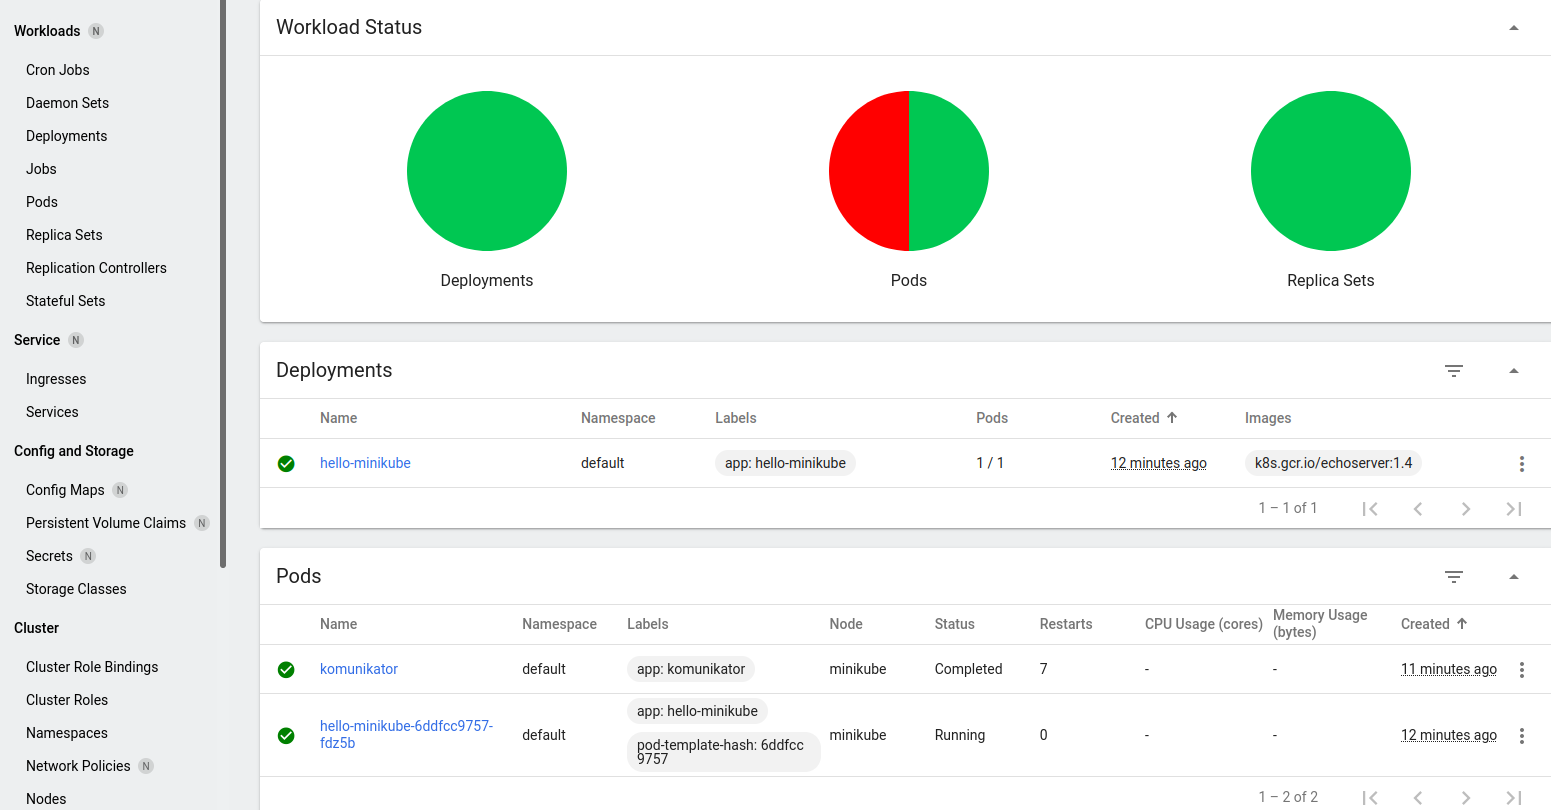 Workloads N
Cron Jobs
Daemon Sets
Deployments
Jobs
Pods
Replica Sets
Replication Controllers
Stateful Sets
Service N
Ingresses
Services
Config and Storage
Config Maps N
Persistent Volume Claims N
Secrets N
Storage Classes
Cluster
Cluster Role Bindings
Cluster Roles
Namespaces
Network Policies N
Nodes
Workload Status
Deployments Pods Replica Sets
Deployments
Name Namespace Labels Pods Created Images
hello-minikube default app: hello-minikube 1 / 1 12 minutes ago k8s.gcr.io/echoserver:1.4
1 – 1 of 1
Pods
Name Namespace Labels Node Status Restarts CPU Usage (cores) Memory Usage (bytes) Created
komunikator default app: komunikator minikube Completed 7 - - 11 minutes ago
hello-minikube-6ddfcc9757-
fdz5b
default
app: hello-minikube
pod-template-hash: 6ddfcc
9757
minikube Running 0 - - 12 minutes ago
1 – 2 of 2